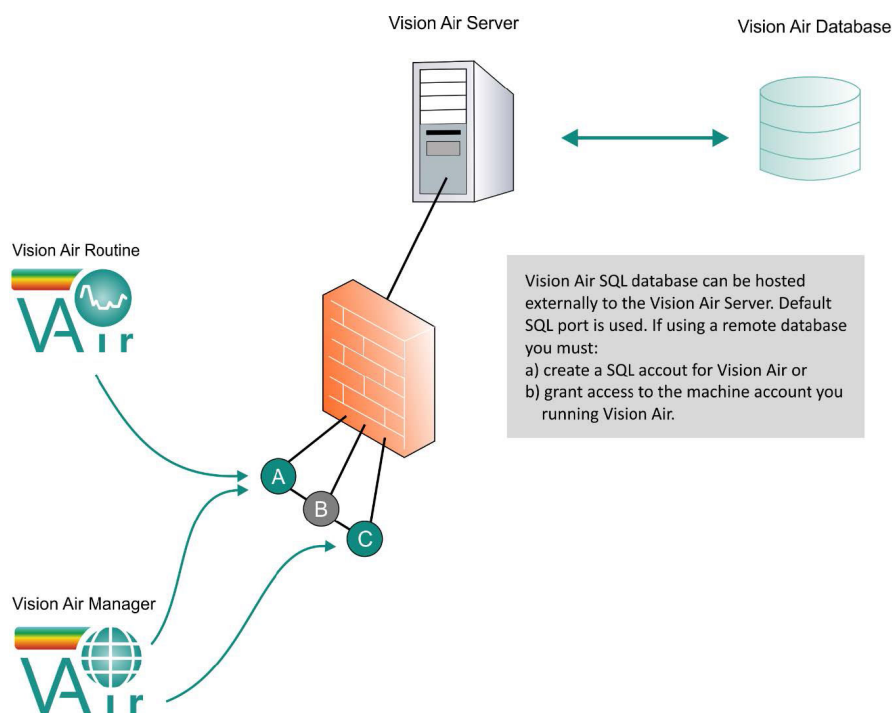 Vision Air Server
Vision Air Database
Vision Air Routine
VAir
Vision Air SQL database can be hosted
externally to the Vision Air Server. Default
SQL port is used. If using a remote database
you must:
a) create a SQL accout for Vision Air or
b) grant access to the machine account you
running Vision Air.
A
B
C
Vision Air Manager
VAir